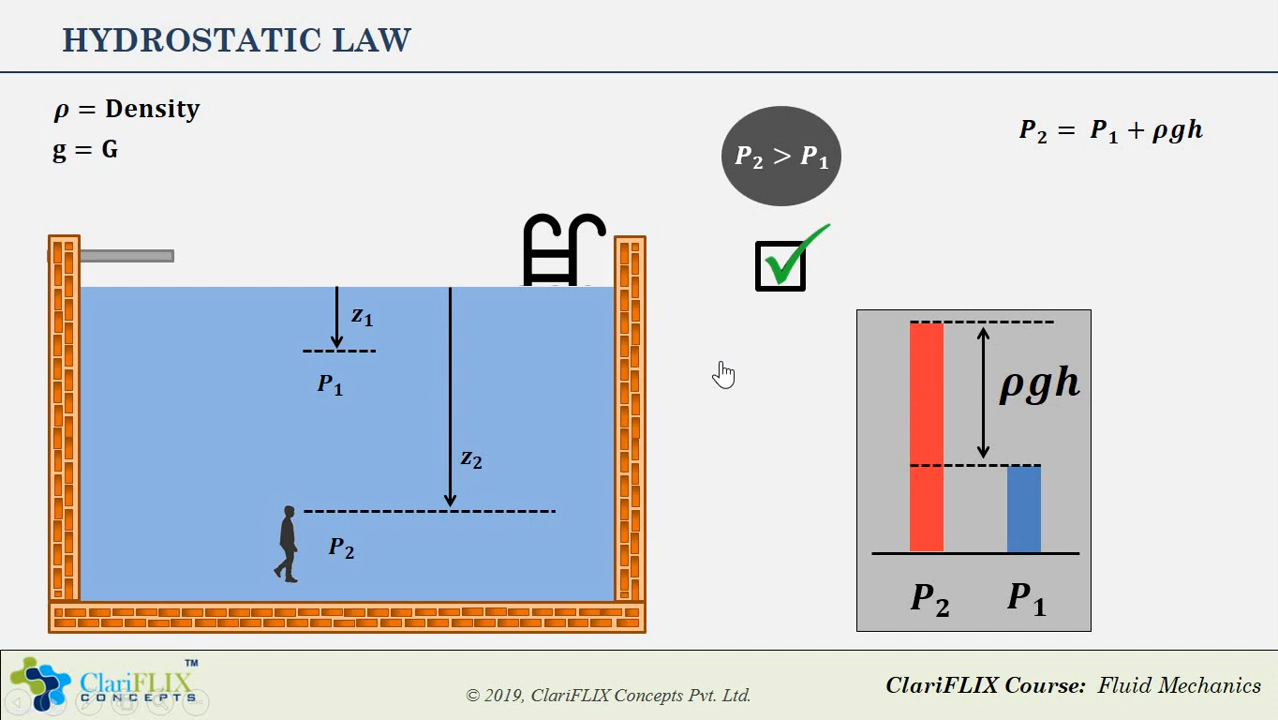 HYDROSTATIC LAW
ρ = Density
g = G
P₂ > P₁
P₂ = P₁ + ρgh
z₁
P₁
z₂
P₂
ρgh
P₂ P₁
ClariFLIX™
CONCEPTS
© 2019, ClariFLIX Concepts Pvt. Ltd.
ClariFLIX Course: Fluid Mechanics